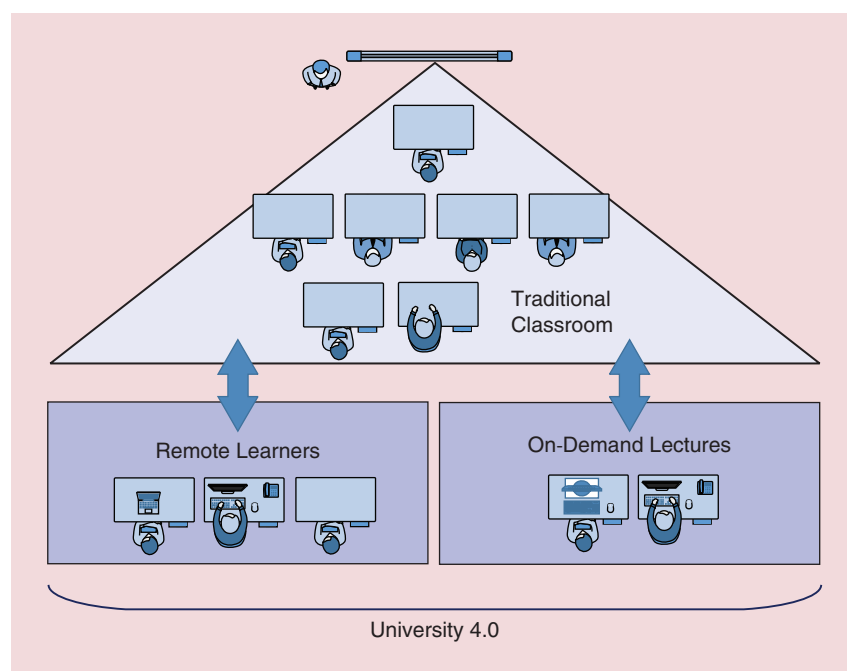 Traditional
Classroom
Remote Learners
On-Demand Lectures
University 4.0